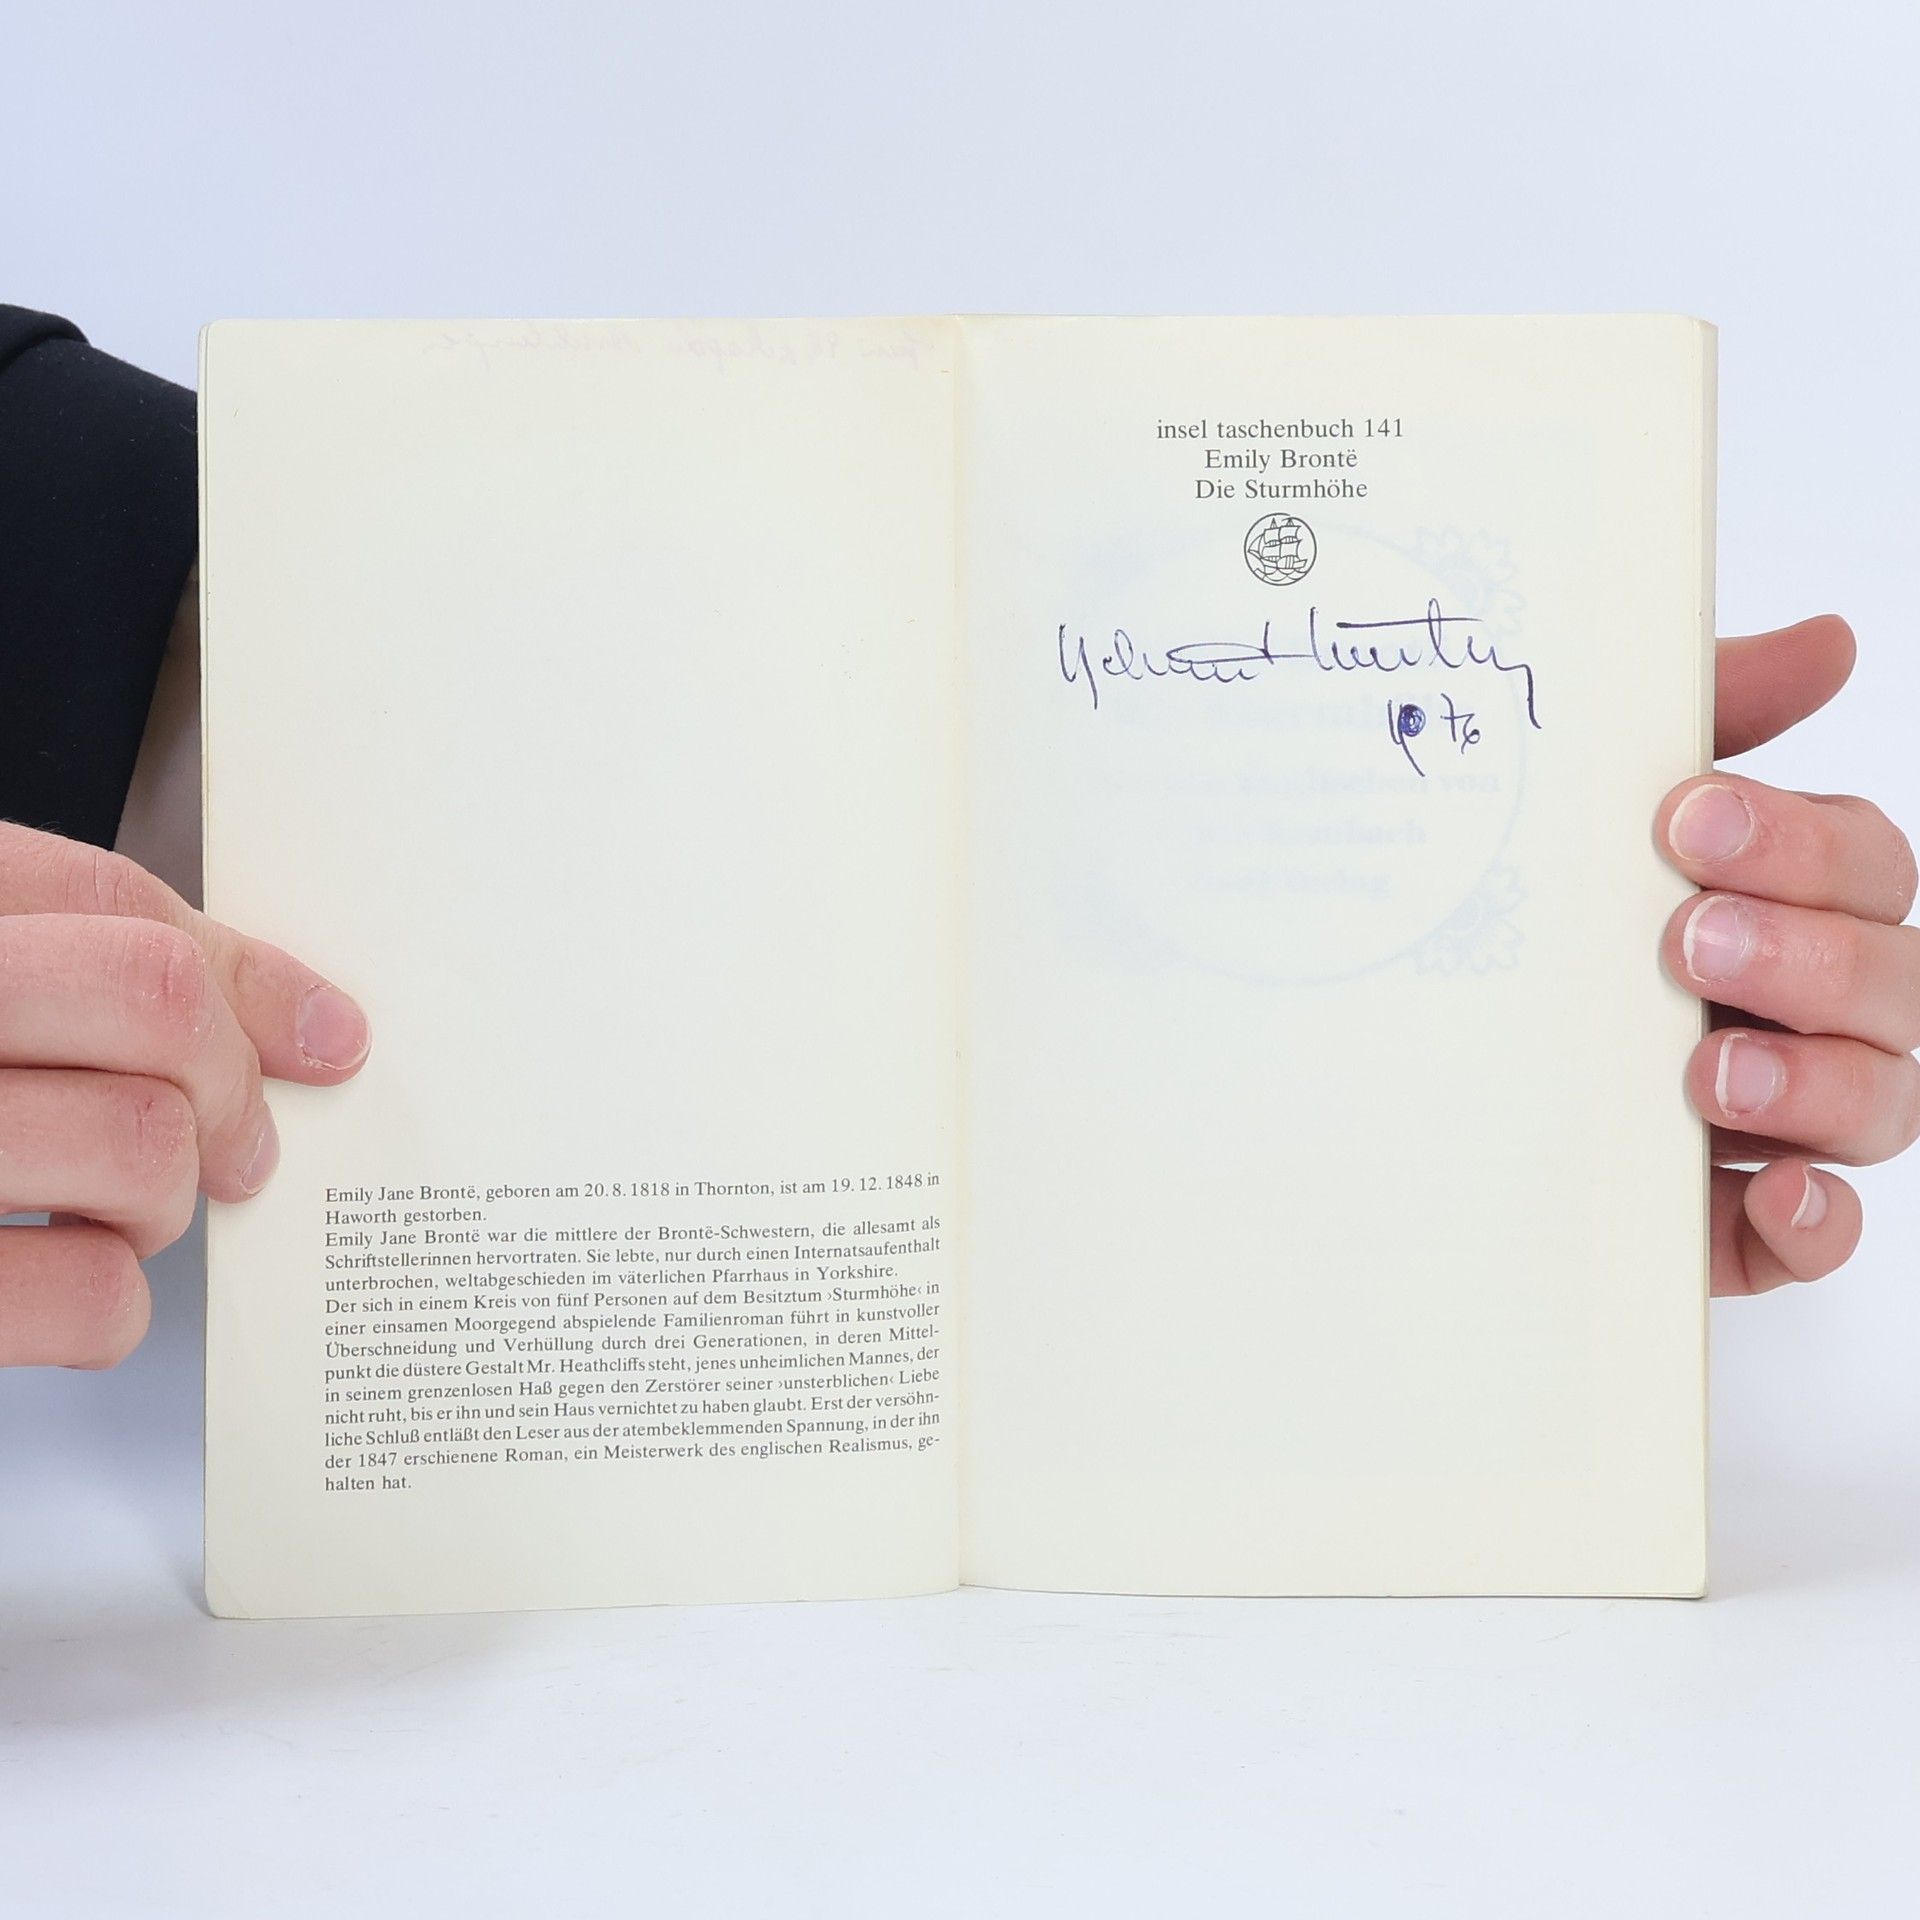 Emily Jane Brontë, geboren am 20.8.1818 in Thornton, ist am 19.12.1848 in
Haworth gestorben.
Emily Jane Brontë war die mittlere der Brontë-Schwestern, die allesamt als
Schriftstellerinnen hervortraten. Sie lebte, nur durch einen Internatsaufenthalt
unterbrochen, weltabgeschieden im väterlichen Pfarrhaus in Yorkshire.
Der sich in einem Kreis von fünf Personen auf dem Besitztum ›Sturmhöhe‹ in
einer einsamen Moorgegend abspielende Familienroman führt in kunstvoller
Überschneidung und Verhüllung durch drei Generationen, in deren Mittel-
punkt die düstere Gestalt Mr. Heathcliffs steht, jenes unheimlichen Mannes, der
in seinem grenzenlosen Haß gegen den Zerstörer seiner ›unsterblichen‹ Liebe
nicht ruht, bis er ihn und sein Haus vernichtet zu haben glaubt. Erst der versöhn-
liche Schluß entläßt den Leser aus der atembeklemmenden Spannung, in der ihn
der 1847 erschienene Roman, ein Meisterwerk des englischen Realismus, ge-
halten hat.
insel taschenbuch 141
Emily Brontë
Die Sturmhöhe
76